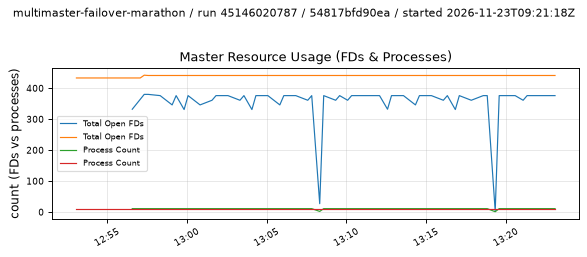 multimaster-failover-marathon / run 45146020787 / 54817bfd90ea / started 2026-11-23T09:21:18Z
Master Resource Usage (FDs & Processes)
count (FDs vs processes)
400
300
200
100
0
Total Open FDs
Total Open FDs
Process Count
Process Count
12:55
13:00
13:05
13:10
13:15
13:20